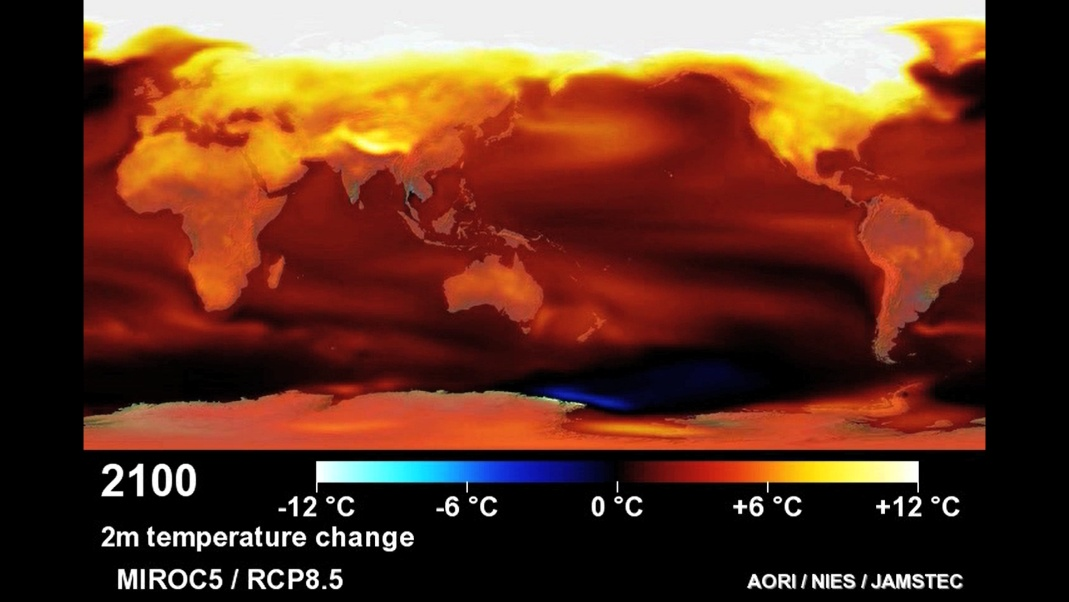 2100
-12 °C -6 °C 0 °C +6 °C +12 °C
2m temperature change
MIROC5 / RCP8.5
AORI / NIES / JAMSTEC